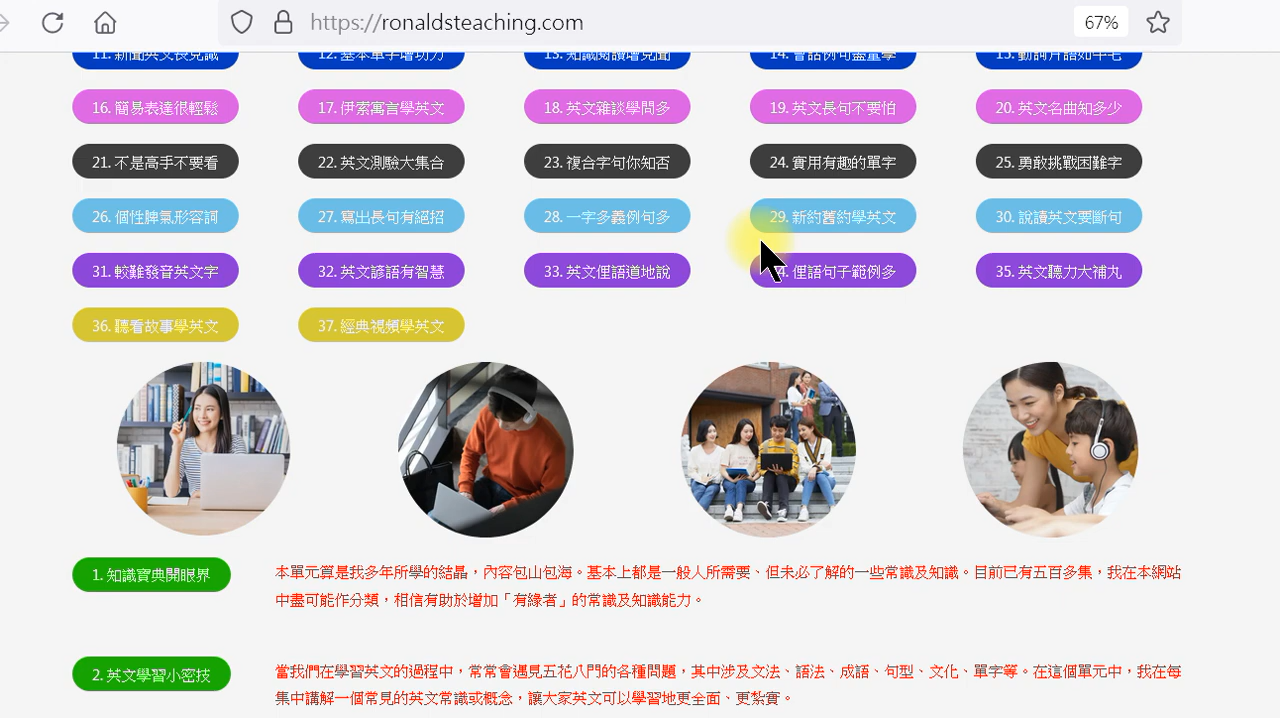 https://ronaldsteaching.com
67%
11. 新聞英文長見識
12. 基本單字增功力
13. 知識閱讀增見聞
14. 會話例句盡量學
15. 動詞片語如牛毛
16. 簡易表達很輕鬆
17. 伊索寓言學英文
18. 英文雜談學問多
19. 英文長句不要怕
20. 英文名曲知多少
21. 不是高手不要看
22. 英文測驗大集合
23. 複合字句你知否
24. 實用有趣的單字
25. 勇敢挑戰困難字
26. 個性脾氣形容詞
27. 寫出長句有絕招
28. 一字多義例句多
29. 新約舊約學英文
30. 說讀英文要斷句
31. 較難發音英文字
32. 英文諺語有智慧
33. 英文俚語道地說
俚語句子範例多
35. 英文聽力大補丸
36. 聽看故事學英文
37. 經典視頻學英文
1. 知識寶典開眼界
本單元算是我多年所學的結晶，內容包山包海。基本上都是一般人所需要、但未必了解的一些常識及知識。目前已有五百多集，我在本網站
中盡可能作分類，相信有助於增加「有緣者」的常識及知識能力。
2. 英文學習小密技
當我們在學習英文的過程中，常常會遇見五花八門的各種問題，其中涉及文法、語法、成語、句型、文化、單字等。在這個單元中，我在每
集中講解一個常見的英文常識或概念，讓大家英文可以學習地更全面、更紮實。